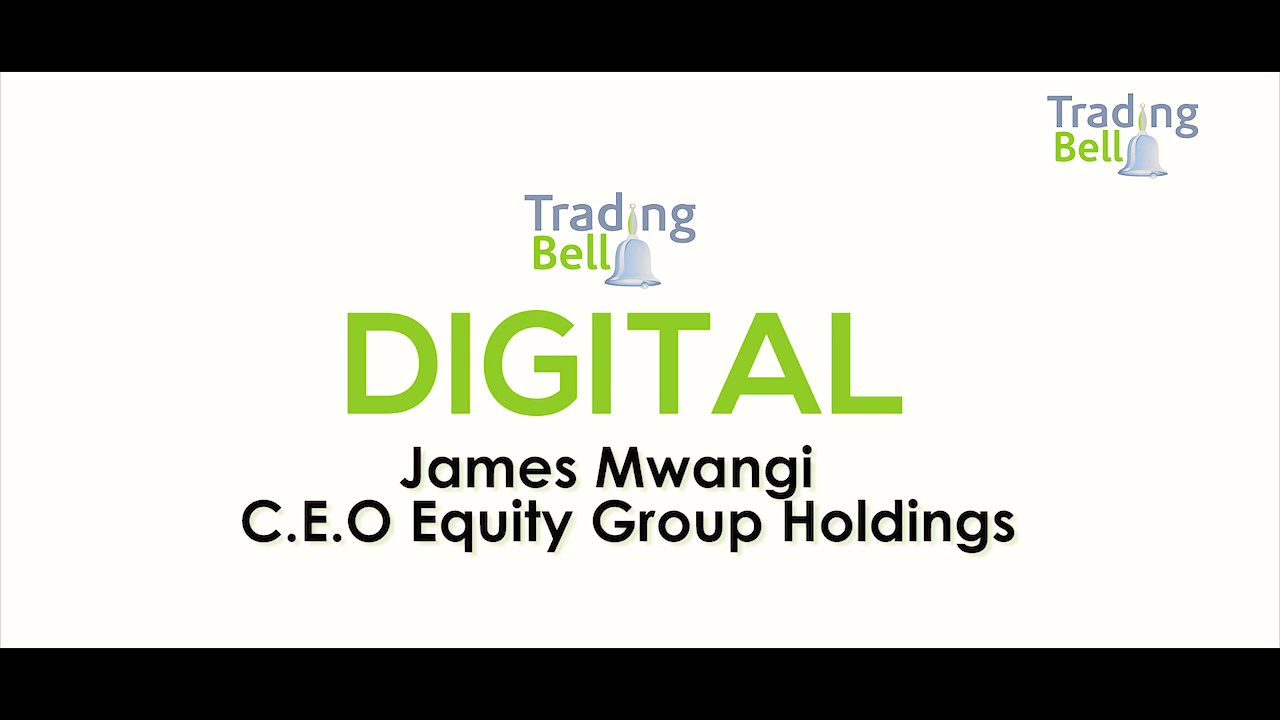 Trading
Bell
Trading
Bell
DIGITAL
James Mwangi
C.E.O Equity Group Holdings